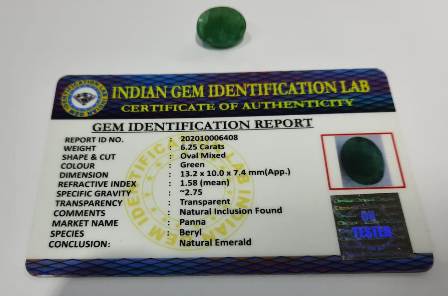 INDIAN GEM IDENTIFICATION LAB
CERTIFICATE OF AUTHENTICITY
GEM IDENTIFICATION REPORT
REPORT ID NO. : 202010006408
WEIGHT : 6.25 Carats
SHAPE & CUT : Oval Mixed
COLOUR : Green
DIMENSION : 13.2 x 10.0 x 7.4 mm(App.)
REFRACTIVE INDEX : 1.58 (mean)
SPECIFIC GRAVITY : ~2.75
TRANSPARENCY : Transparent
COMMENTS : Natural Inclusion Found
MARKET NAME : Panna
SPECIES : Beryl
CONCLUSION: : Natural Emerald
TESTED